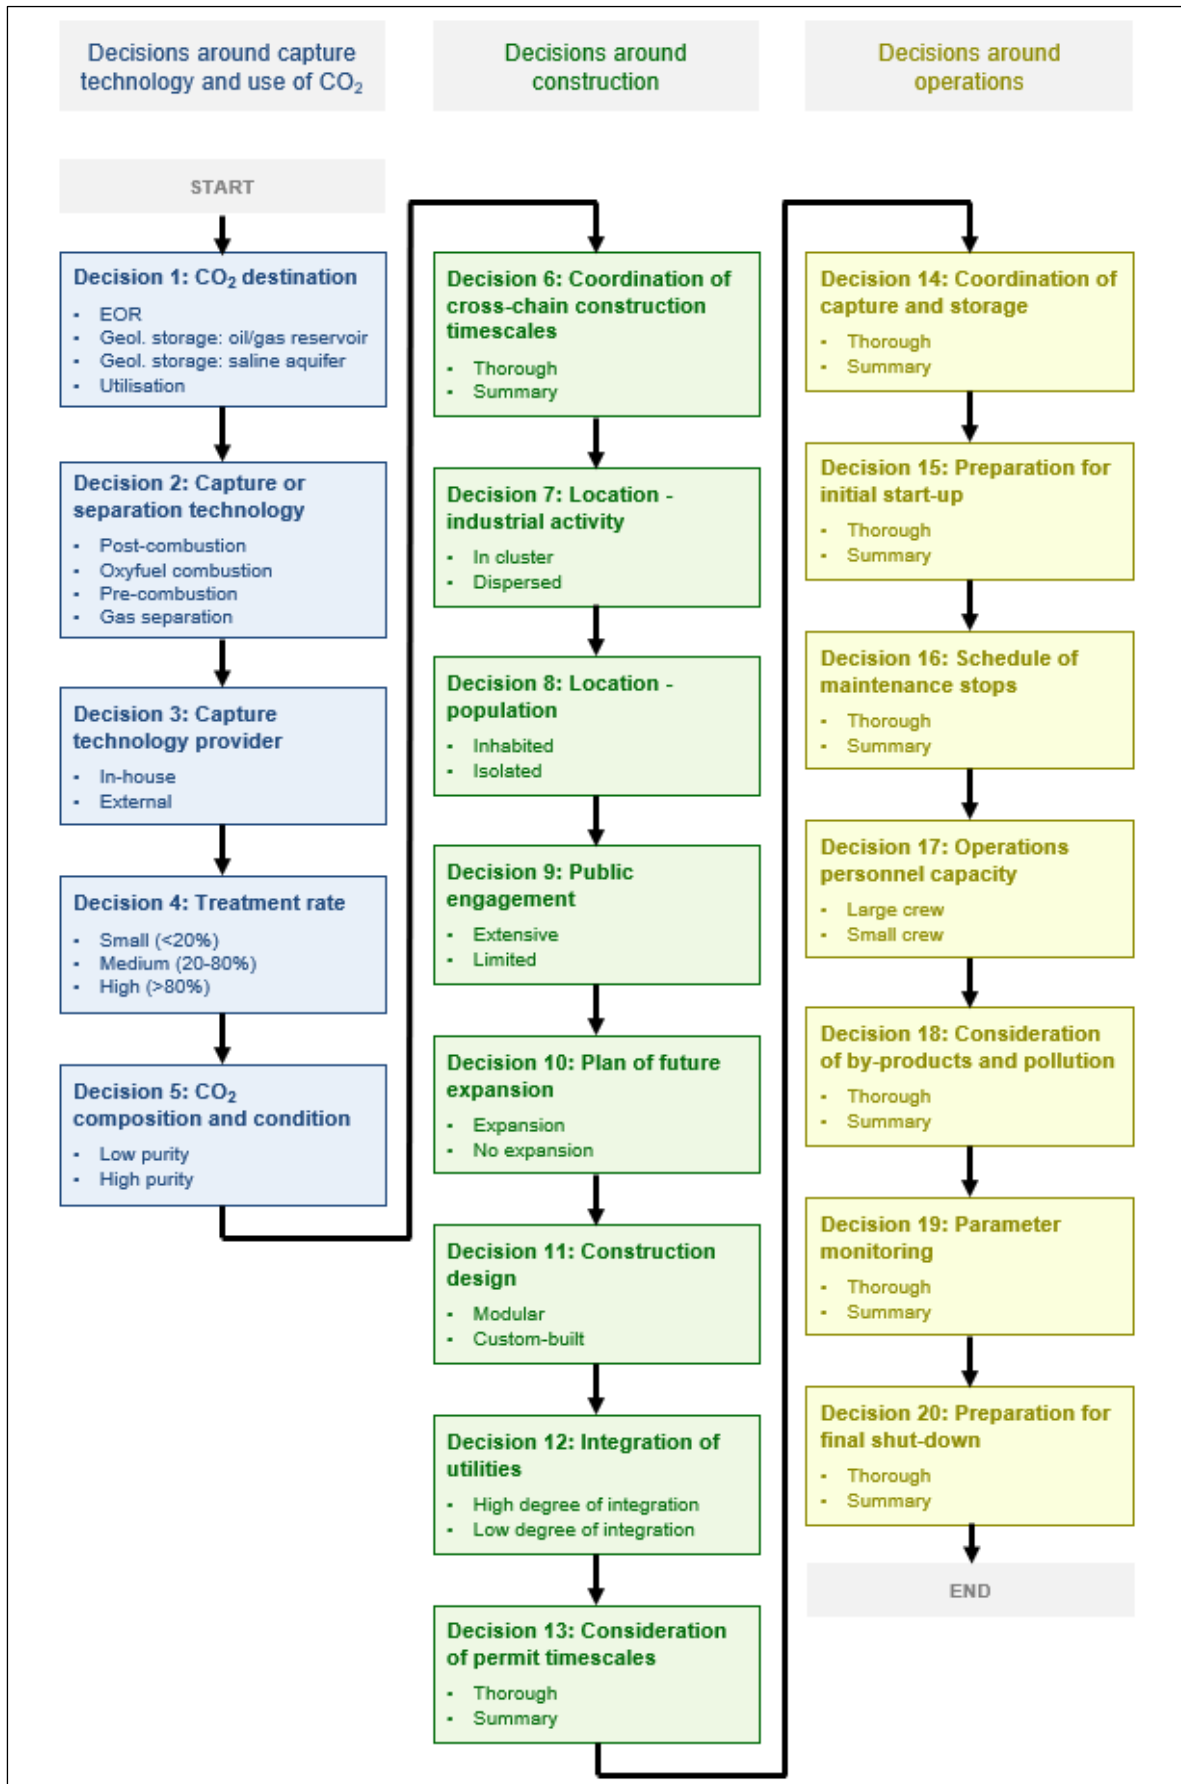 Decisions around capture
technology and use of CO₂
START
Decision 1: CO₂ destination
▪ EOR
▪ Geol. storage: oil/gas reservoir
▪ Geol. storage: saline aquifer
▪ Utilisation
Decision 2: Capture or
separation technology
▪ Post-combustion
▪ Oxyfuel combustion
▪ Pre-combustion
▪ Gas separation
Decision 3: Capture
technology provider
▪ In-house
▪ External
Decision 4: Treatment rate
▪ Small (<20%)
▪ Medium (20-80%)
▪ High (>80%)
Decision 5: CO₂
composition and condition
▪ Low purity
▪ High purity
Decisions around
construction
Decision 6: Coordination of
cross-chain construction
timescales
▪ Thorough
▪ Summary
Decision 7: Location -
industrial activity
▪ In cluster
▪ Dispersed
Decision 8: Location -
population
▪ Inhabited
▪ Isolated
Decision 9: Public
engagement
▪ Extensive
▪ Limited
Decision 10: Plan of future
expansion
▪ Expansion
▪ No expansion
Decision 11: Construction
design
▪ Modular
▪ Custom-built
Decision 12: Integration of
utilities
▪ High degree of integration
▪ Low degree of integration
Decision 13: Consideration
of permit timescales
▪ Thorough
▪ Summary
Decisions around
operations
Decision 14: Coordination of
capture and storage
▪ Thorough
▪ Summary
Decision 15: Preparation for
initial start-up
▪ Thorough
▪ Summary
Decision 16: Schedule of
maintenance stops
▪ Thorough
▪ Summary
Decision 17: Operations
personnel capacity
▪ Large crew
▪ Small crew
Decision 18: Consideration
of by-products and pollution
▪ Thorough
▪ Summary
Decision 19: Parameter
monitoring
▪ Thorough
▪ Summary
Decision 20: Preparation for
final shut-down
▪ Thorough
▪ Summary
END